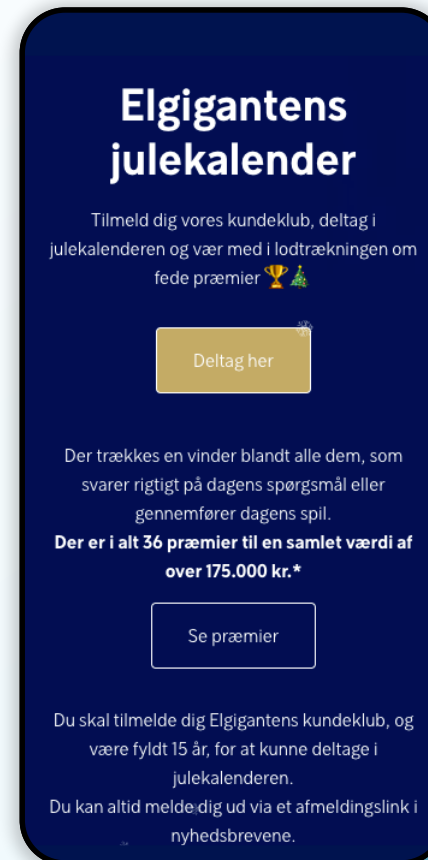 Elgigantens
julekalender
Tilmeld dig vores kundeklub, deltag i
julekalenderen og vær med i lodtrækningen om
fede præmier 🏆🎄
Deltag her
Der trækkes en vinder blandt alle dem, som
svarer rigtigt på dagens spørgsmål eller
gennemfører dagens spil.
Der er i alt 36 præmier til en samlet værdi af
over 175.000 kr.*
Se præmier
Du skal tilmelde dig Elgigantens kundeklub, og
være fyldt 15 år, for at kunne deltage i
julekalenderen.
Du kan altid melde dig ud via et afmeldingslink i
nyhedsbrevene.